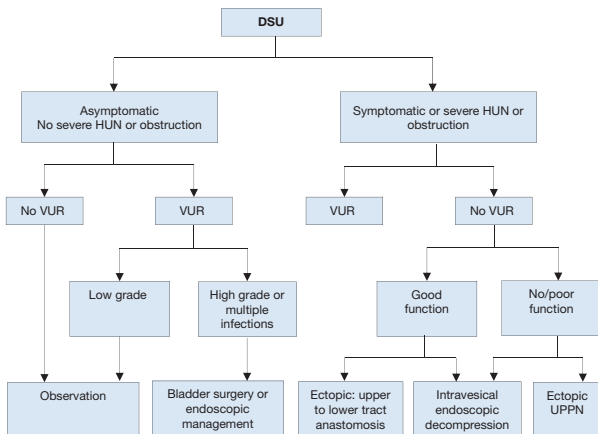 DSU
Asymptomatic
No severe HUN or obstruction
Symptomatic or severe HUN or
obstruction
No VUR
VUR
VUR
No VUR
Low grade
High grade or
multiple
infections
Good
function
No/poor
function
Observation
Bladder surgery or
endoscopic
management
Ectopic: upper
to lower tract
anastomosis
Intravesical
endoscopic
decompression
Ectopic
UPPN